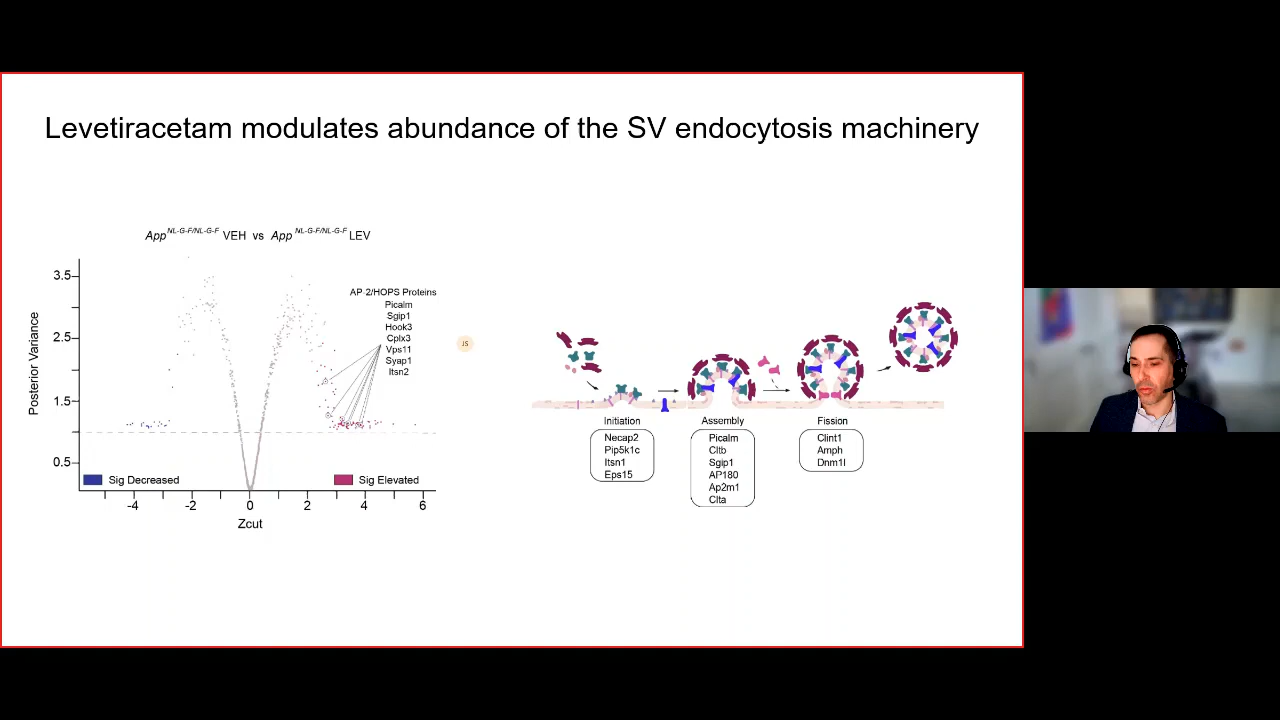 Levetiracetam modulates abundance of the SV endocytosis machinery
App NL-G-F/NL-G-F VEH vs App NL-G-F/NL-G-F LEV
Posterior Variance
3.5
2.5
1.5
0.5
AP-2/HOPS Proteins
Picalm
Sgip1
Hook3
Cplx3
Vps11
Syap1
Itsn2
Sig Decreased
Sig Elevated
-4
-2
0
2
4
6
Zcut
JS
Initiation
Necap2
Pip5k1c
Itsn1
Eps15
Assembly
Picalm
Cltb
Sgip1
AP180
Ap2m1
Clta
Fission
Clint1
Amph
Dnm1l